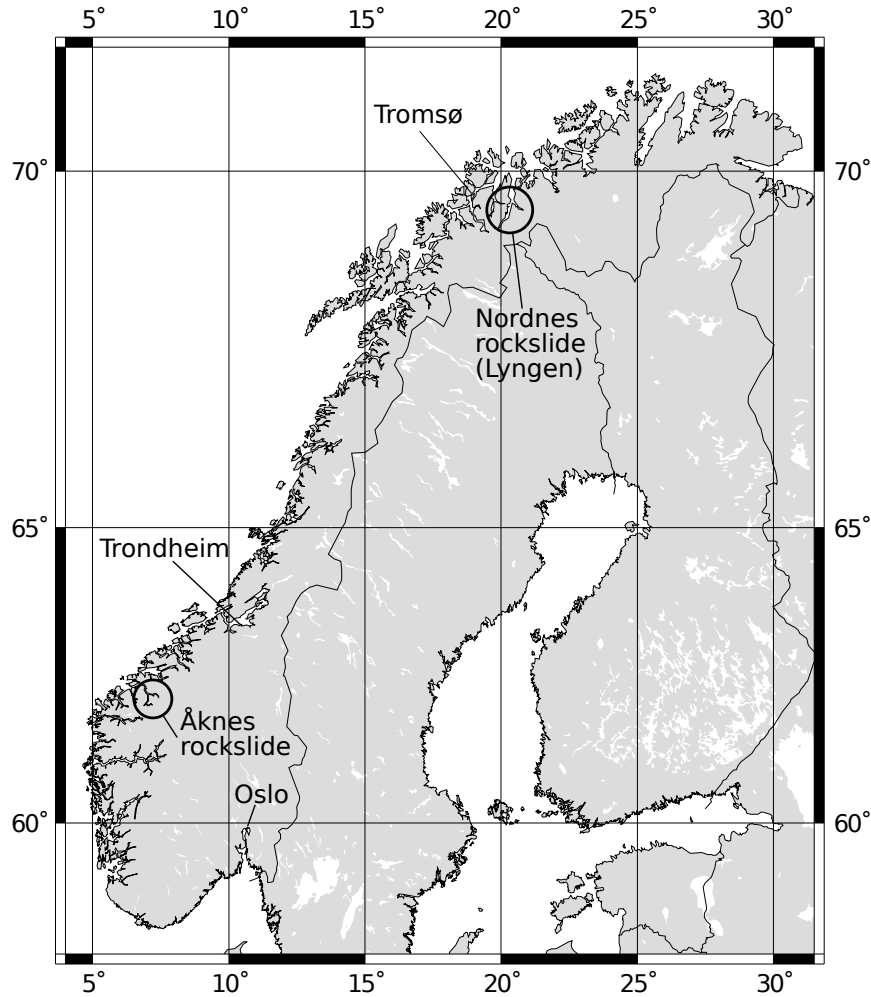 5° 10° 15° 20° 25° 30°
Tromsø
70° 70°
Nordnes
rockslide
(Lyngen)
65° 65°
Trondheim
Åknes
rockslide
Oslo
60° 60°
5° 10° 15° 20° 25° 30°